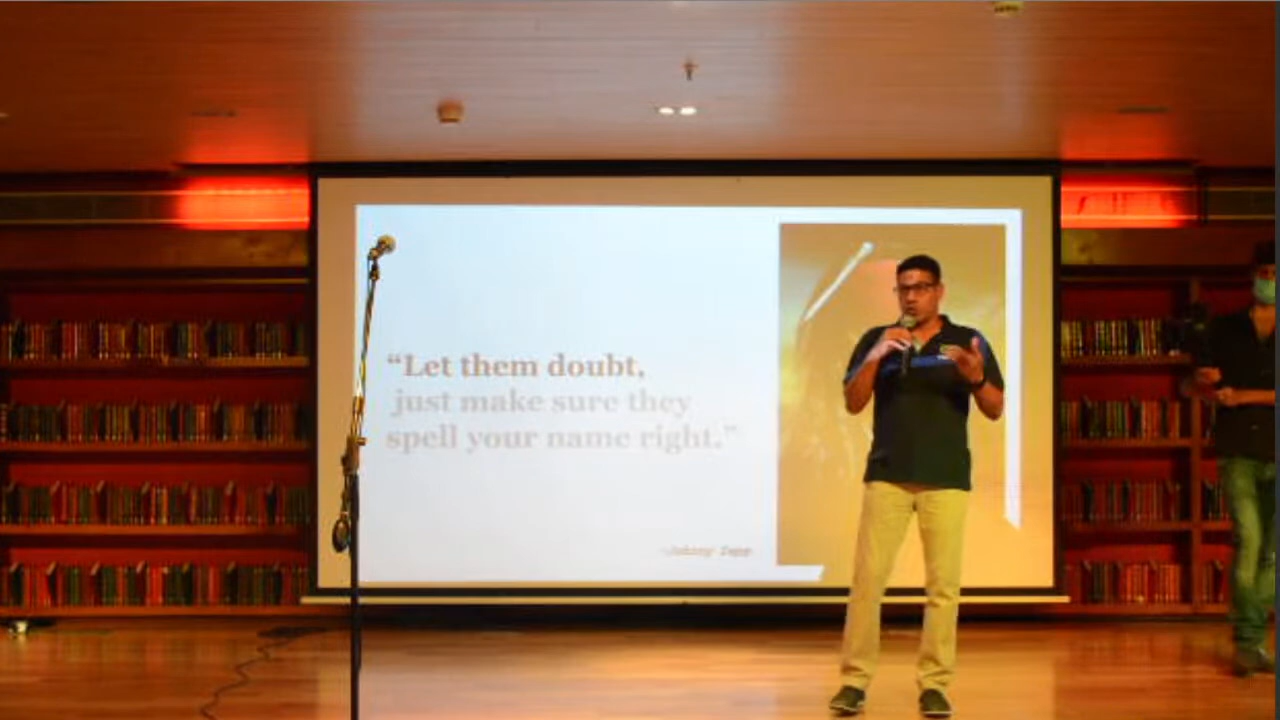 “Let them doubt,
just make sure they
spell your name right.”